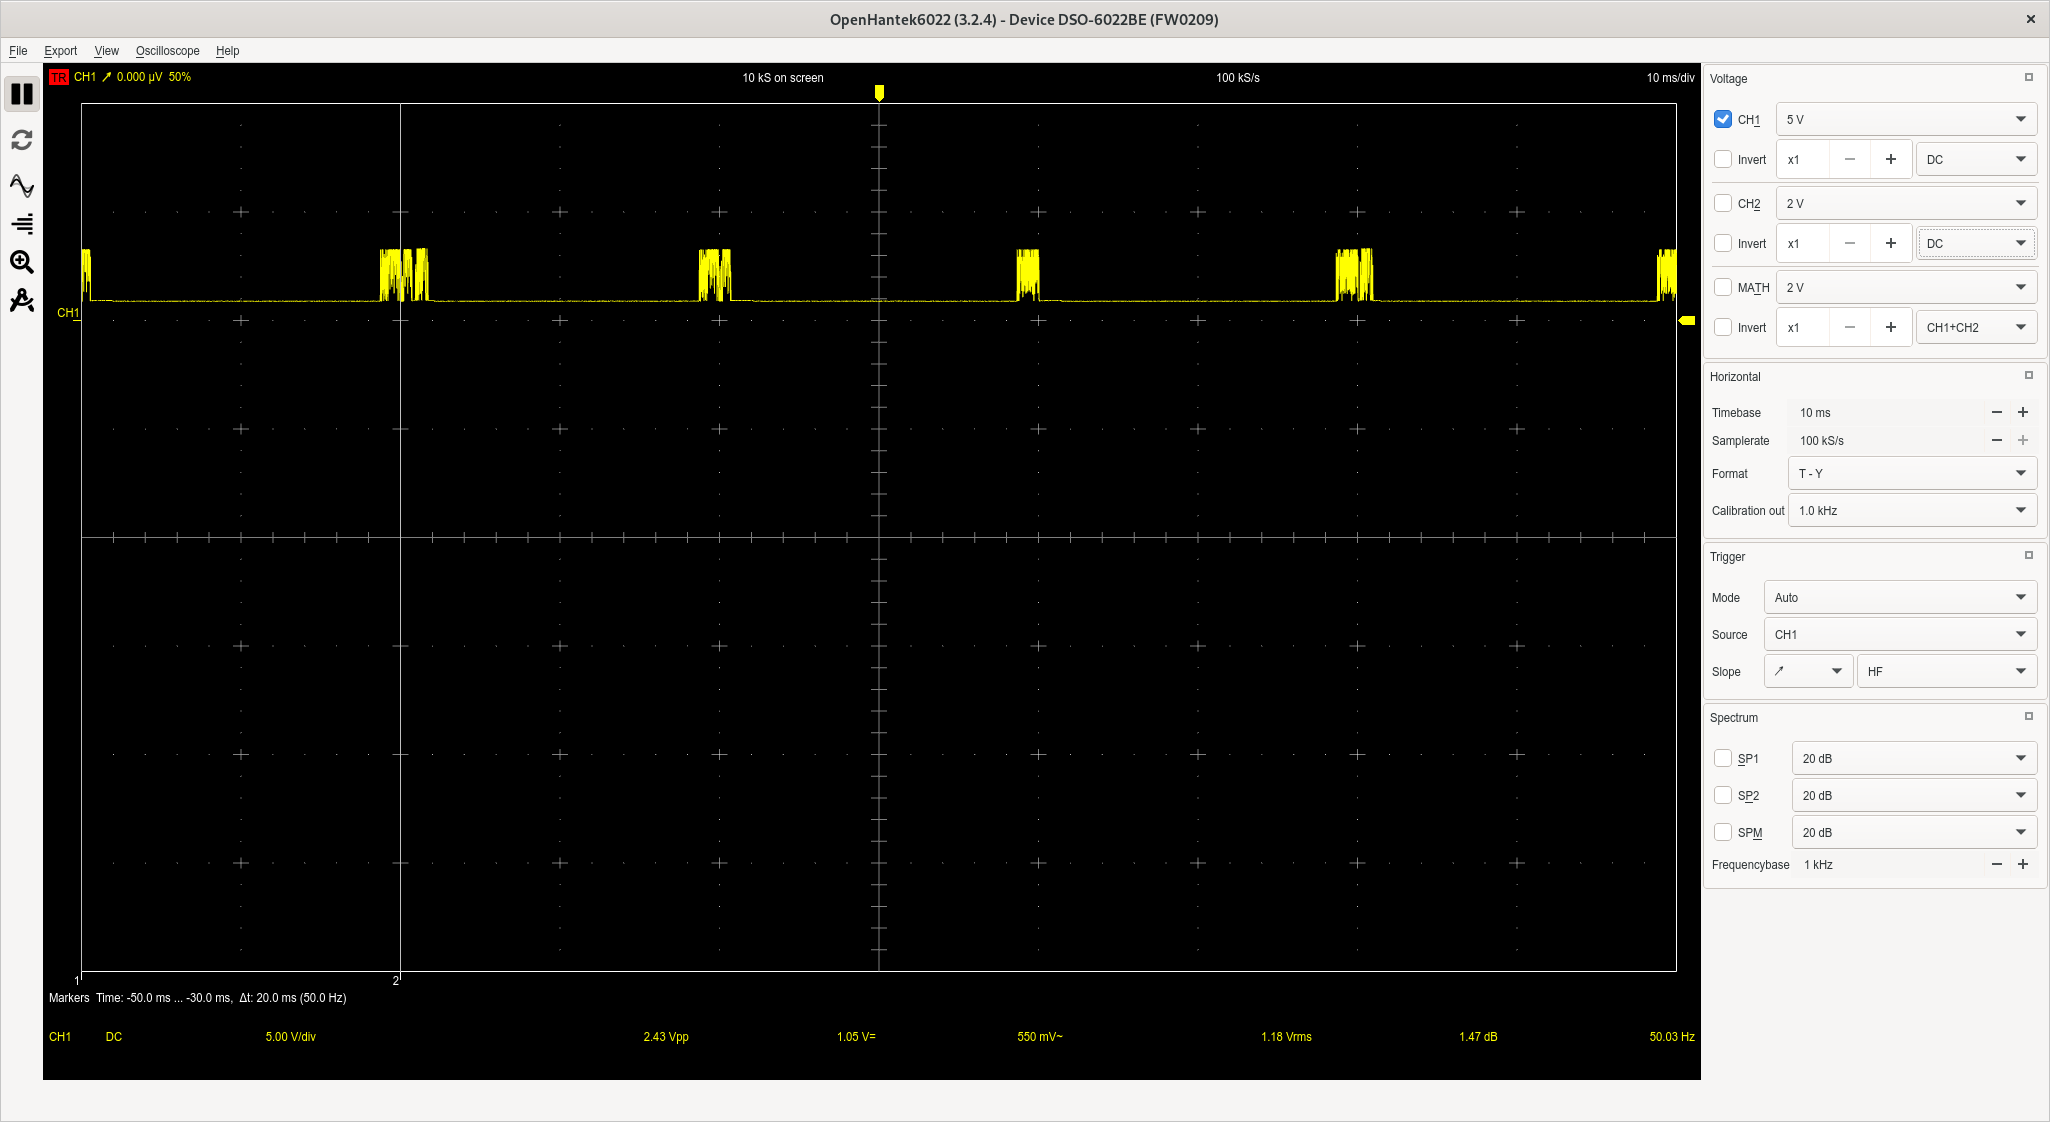 OpenHantek6022 (3.2.4) - Device DSO-6022BE (FW0209)
File Export View Oscilloscope Help
TR CH1 0.000 µV 50% 10 kS on screen 100 kS/s 10 ms/div
CH1
1 2
Markers Time: -50.0 ms ... -30.0 ms, Δt: 20.0 ms (50.0 Hz)
CH1 DC 5.00 V/div 2.43 Vpp 1.05 V= 550 mV~ 1.18 Vrms 1.47 dB 50.03 Hz
Voltage
CH1 5 V
Invert x1 − + DC
CH2 2 V
Invert x1 − + DC
MATH 2 V
Invert x1 − + CH1+CH2
Horizontal
Timebase 10 ms − +
Samplerate 100 kS/s − +
Format T - Y
Calibration out 1.0 kHz
Trigger
Mode Auto
Source CH1
Slope HF
Spectrum
SP1 20 dB
SP2 20 dB
SPM 20 dB
Frequencybase 1 kHz − +